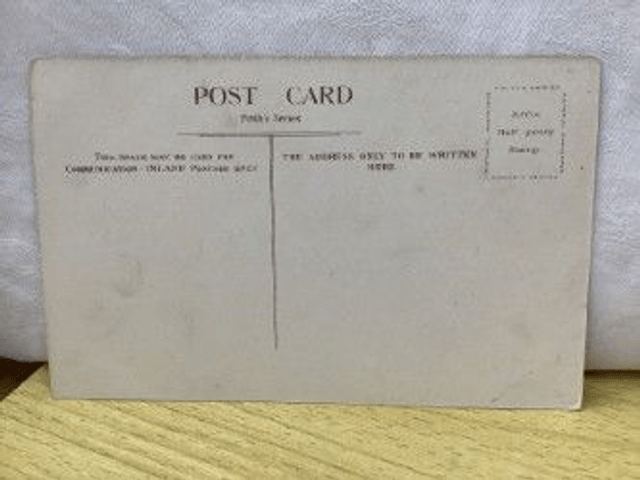 POST CARD
Series
THIS SPACE MAY BE USED FOR
COMMUNICATION - INLAND POSTAGE ONLY
THE ADDRESS ONLY TO BE WRITTEN
HERE
Affix
Half penny
Stamp